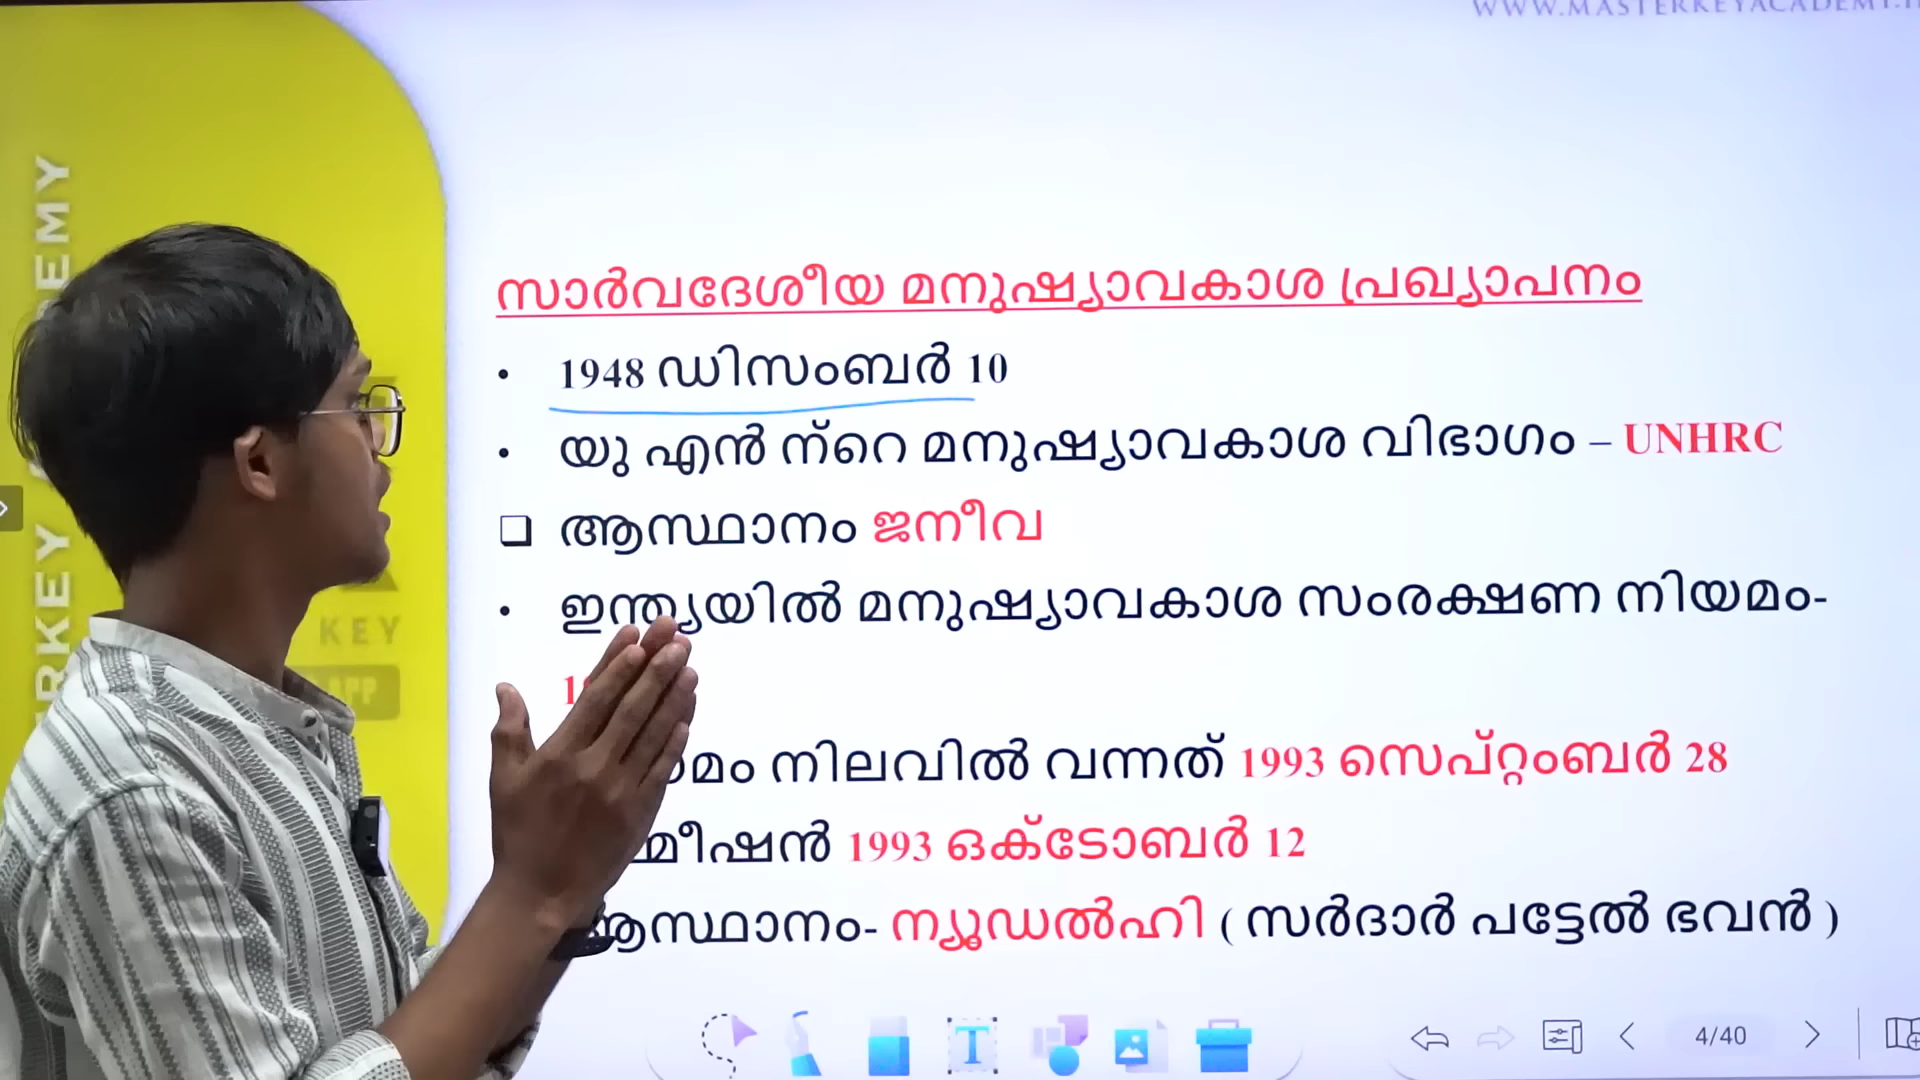 WWW.MASTERKEYACADEMY.I
സാർവദേശീയ മനുഷ്യാവകാശ പ്രഖ്യാപനം
• 1948 ഡിസംബർ 10
• യു എൻ ന്റെ മനുഷ്യാവകാശ വിഭാഗം – UNHRC
❑ ആസ്ഥാനം ജനീവ
• ഇന്ത്യയിൽ മനുഷ്യാവകാശ സംരക്ഷണ നിയമം-
നിലവിൽ വന്നത് 1993 സെപ്റ്റംബർ 28
1993 ഒക്ടോബർ 12
ആസ്ഥാനം- ന്യൂഡൽഹി ( സർദാർ പട്ടേൽ ഭവൻ )
KEY
APP
4/40